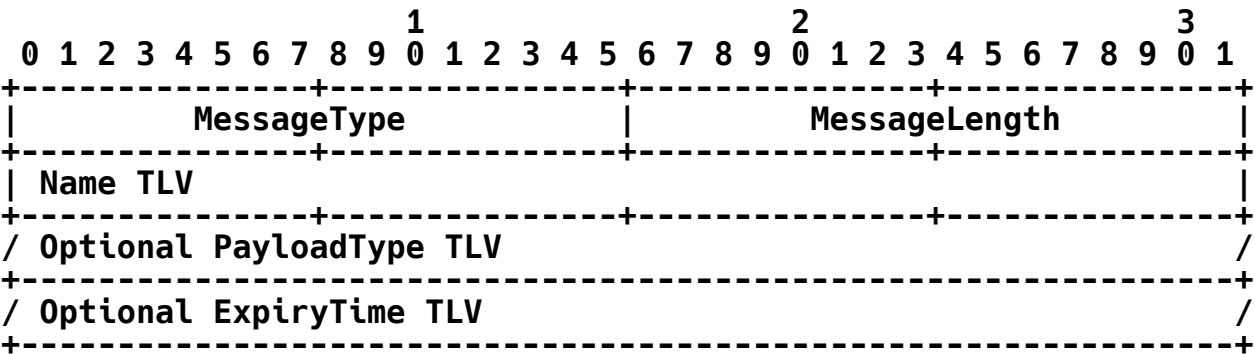 1                   2                   3
 0 1 2 3 4 5 6 7 8 9 0 1 2 3 4 5 6 7 8 9 0 1 2 3 4 5 6 7 8 9 0 1
+---------------+---------------+---------------+---------------+
|         MessageType           |         MessageLength         |
+---------------+---------------+---------------+---------------+
| Name TLV                                                      |
+---------------+---------------+---------------+---------------+
/ Optional PayloadType TLV                                      /
+---------------------------------------------------------------+
/ Optional ExpiryTime TLV                                       /
+---------------------------------------------------------------+